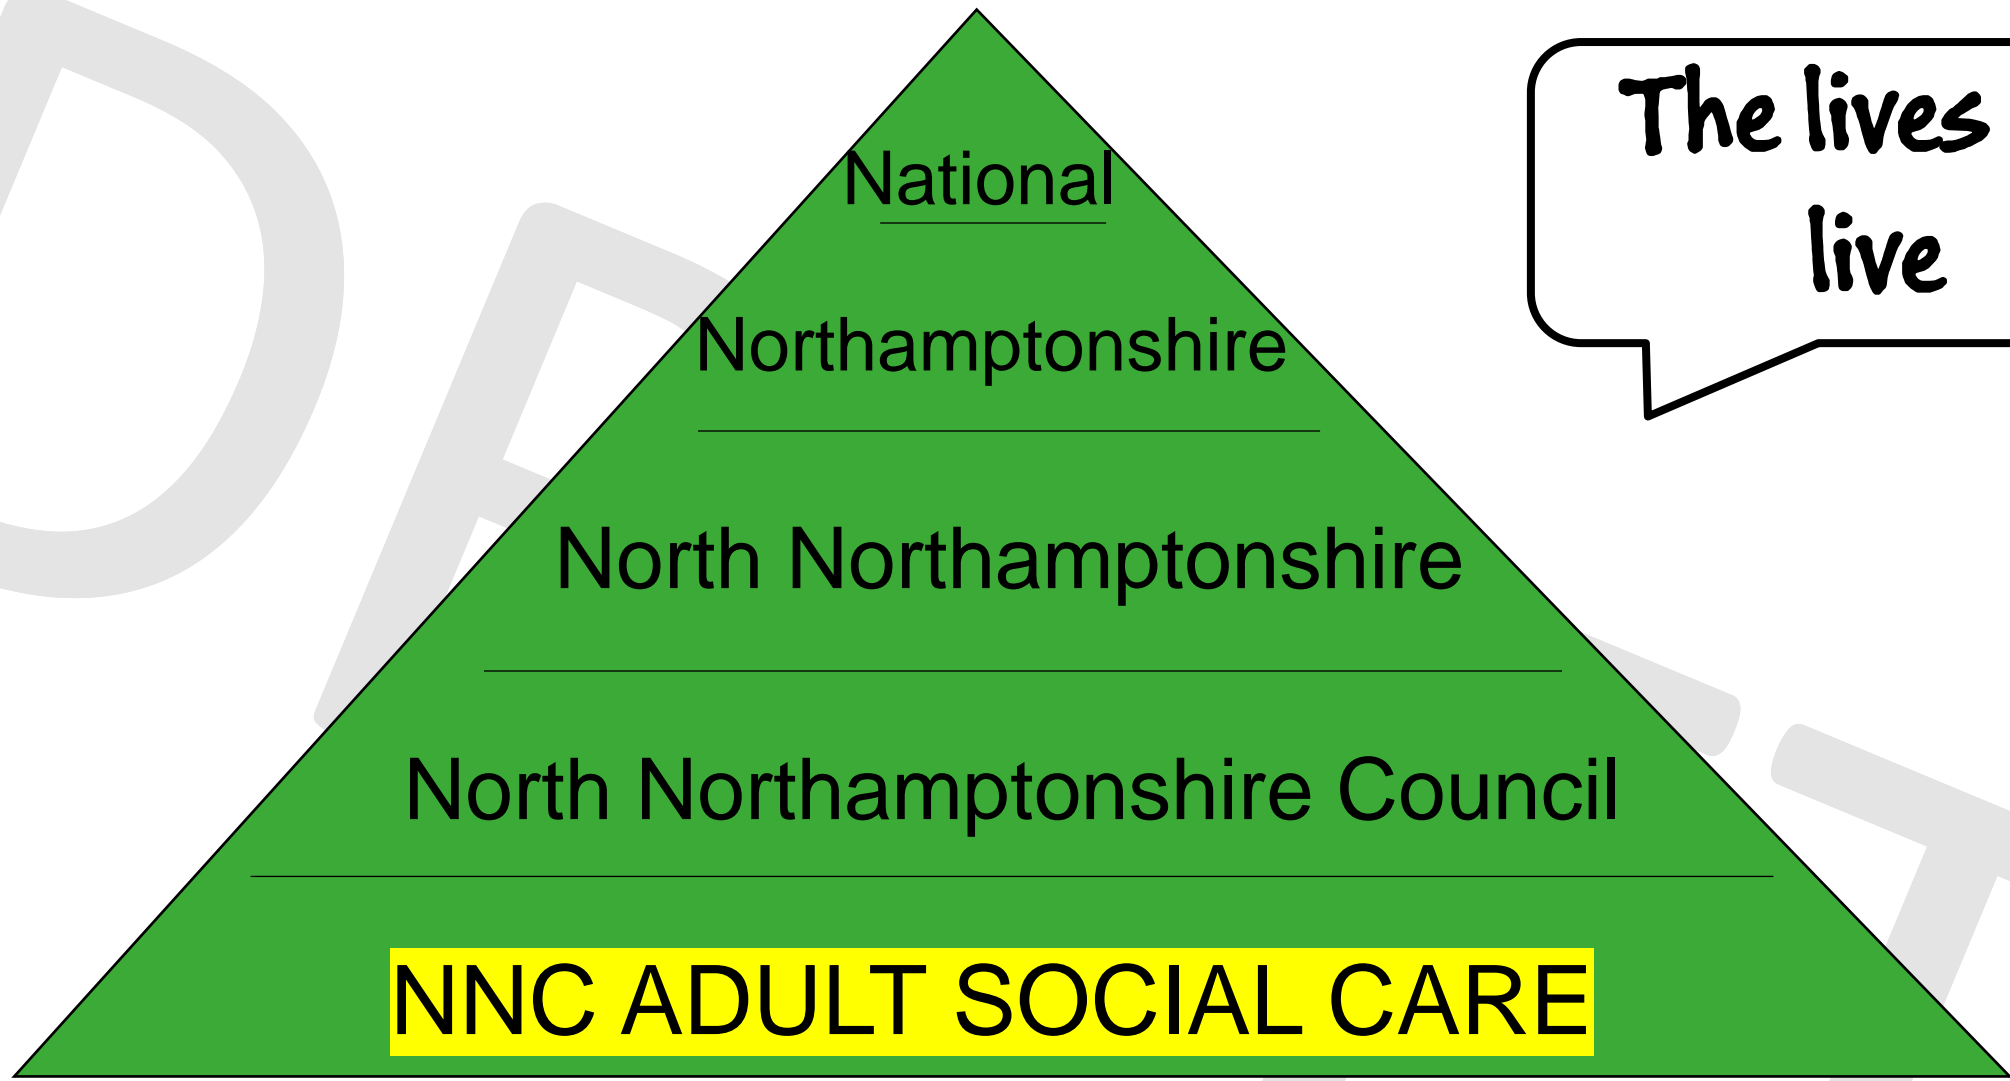 The lives
live
National
Northamptonshire
North Northamptonshire
North Northamptonshire Council
NNC ADULT SOCIAL CARE